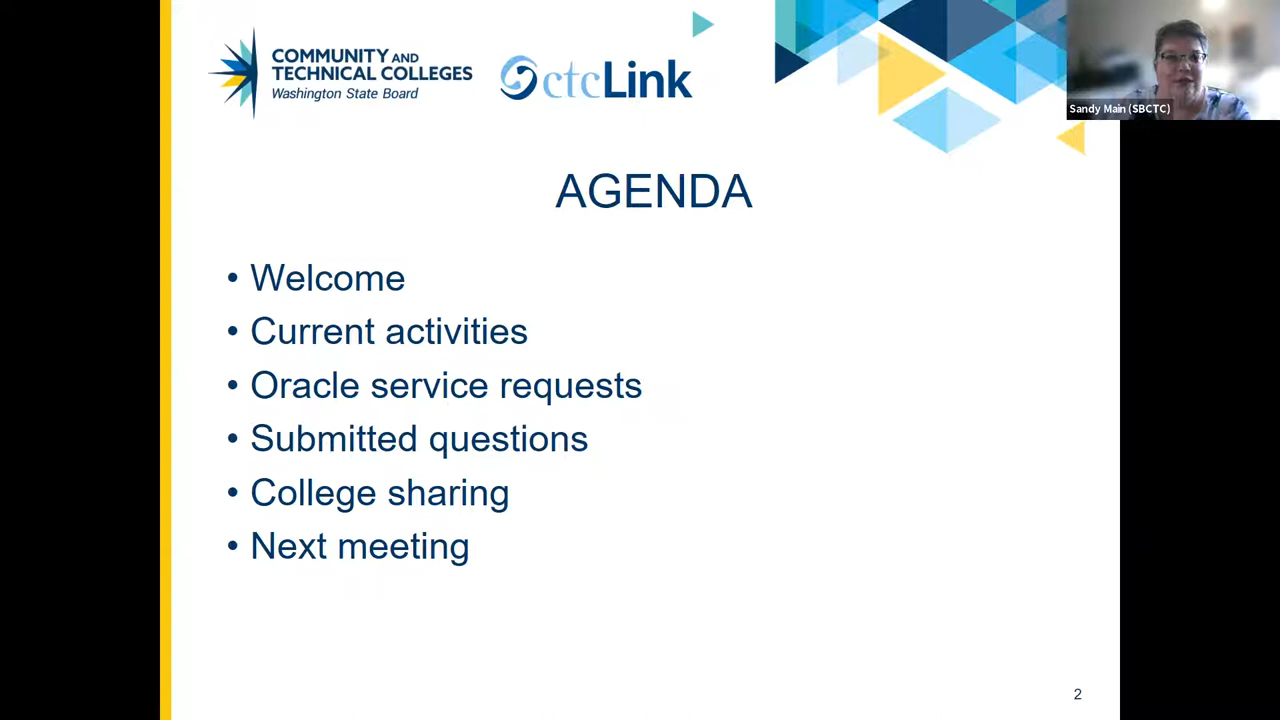 COMMUNITY AND
TECHNICAL COLLEGES
Washington State Board
ctcLink
Sandy Main (SBCTC)
AGENDA
• Welcome
• Current activities
• Oracle service requests
• Submitted questions
• College sharing
• Next meeting
2